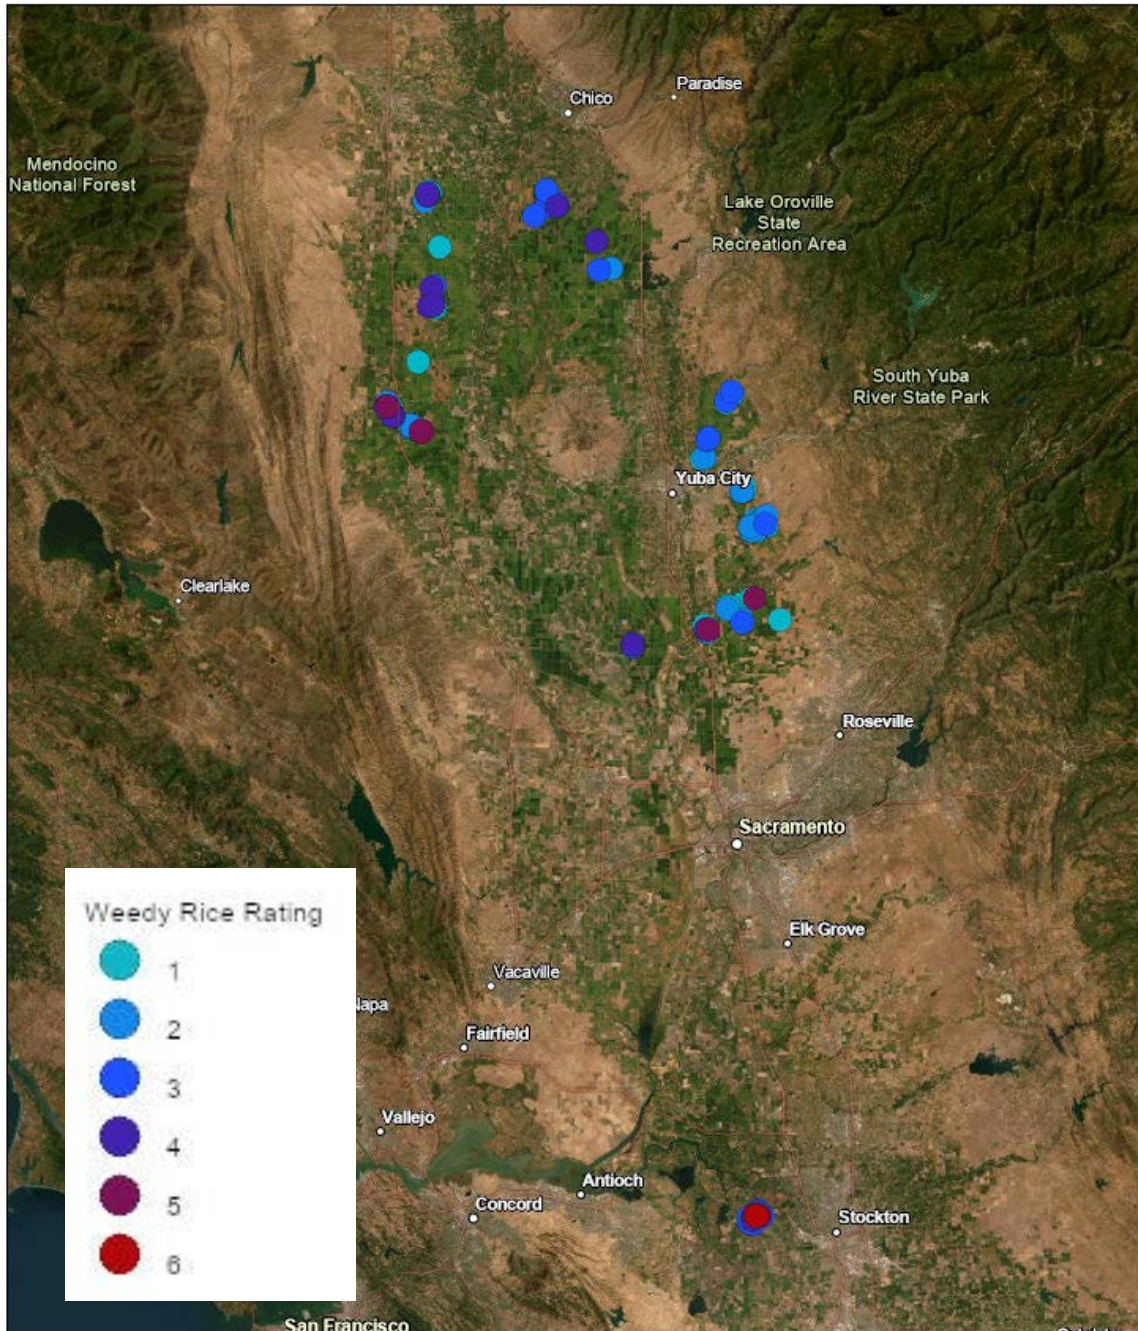 Paradise
Chico
Mendocino
National Forest
Lake Oroville
State
Recreation Area
South Yuba
River State Park
Yuba City
Clearlake
Roseville
Sacramento
Elk Grove
Vacaville
Fairfield
Vallejo
Antioch
Concord
Stockton
San Francisco
Weedy Rice Rating
1
2
3
4
5
6